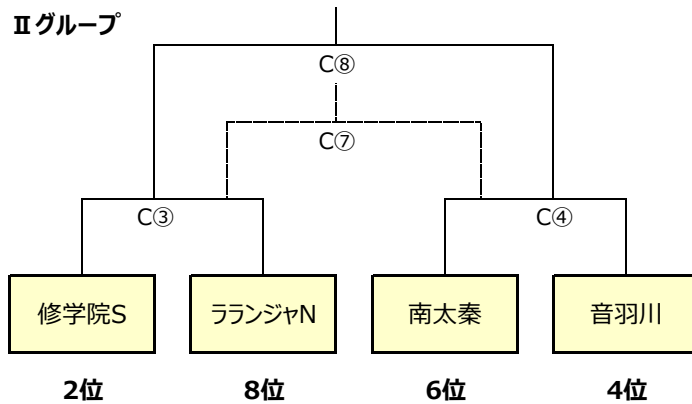 Ⅱグループ
C⑧
C⑦
C③ C④
修学院S ラランジャN 南太秦 音羽川
2位 8位 6位 4位